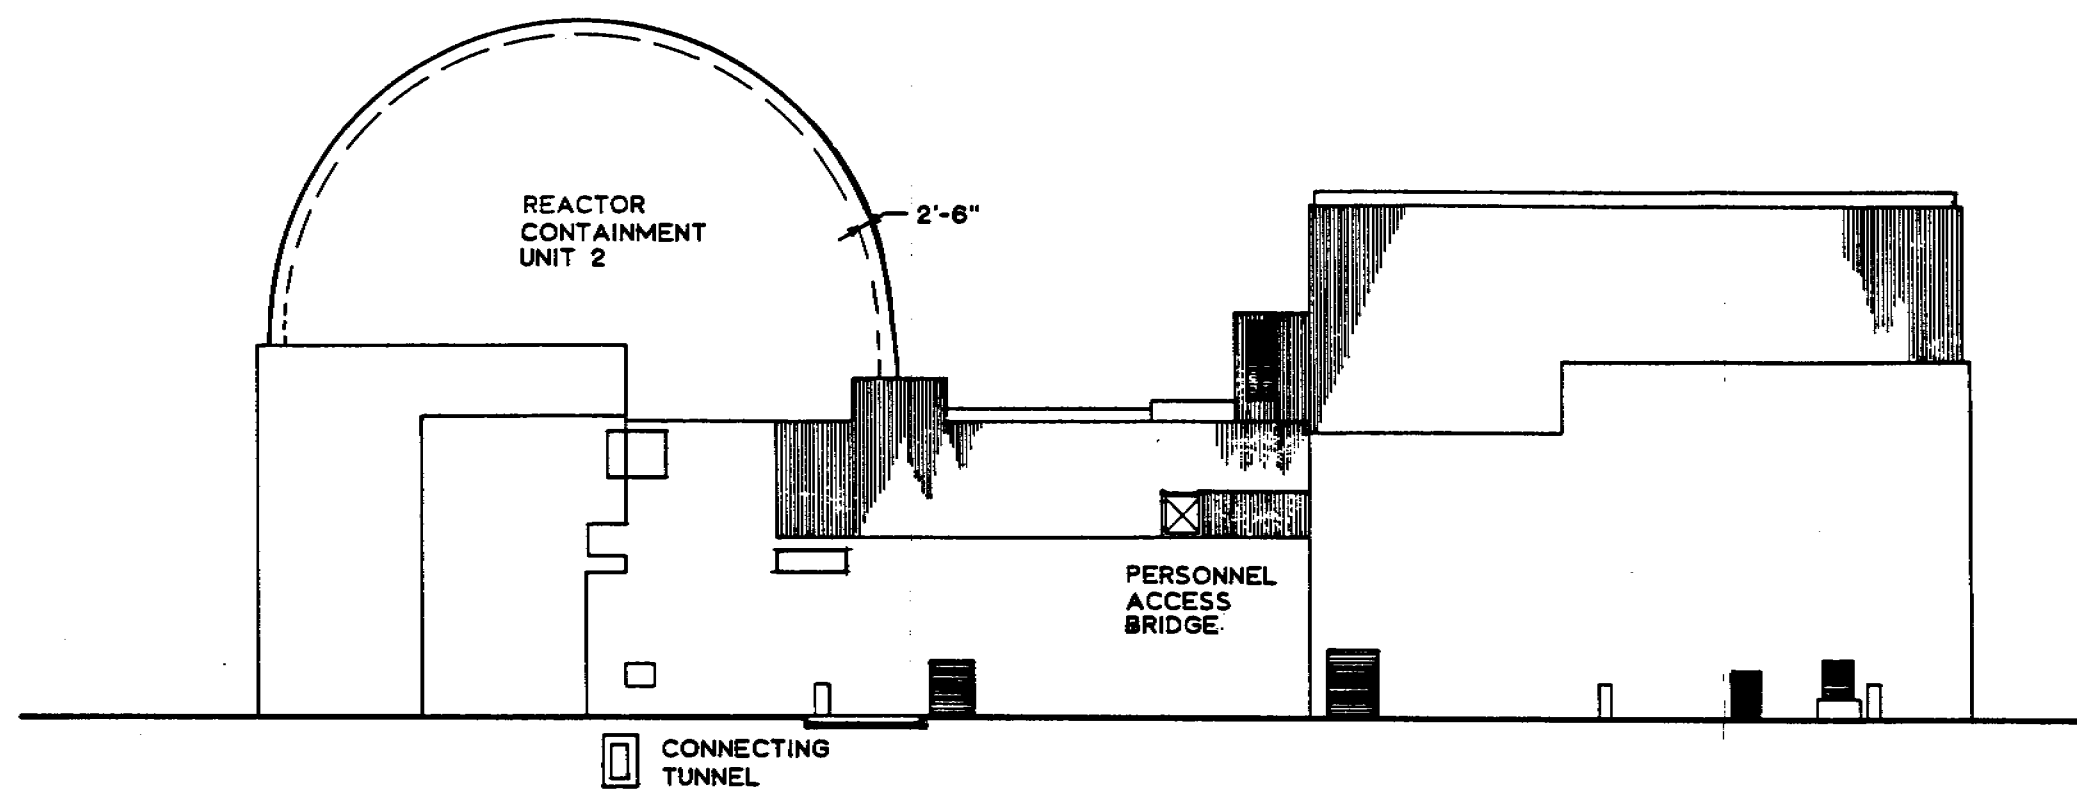 REACTOR
CONTAINMENT
UNIT 2
2'-6"
PERSONNEL
ACCESS
BRIDGE
CONNECTING
TUNNEL